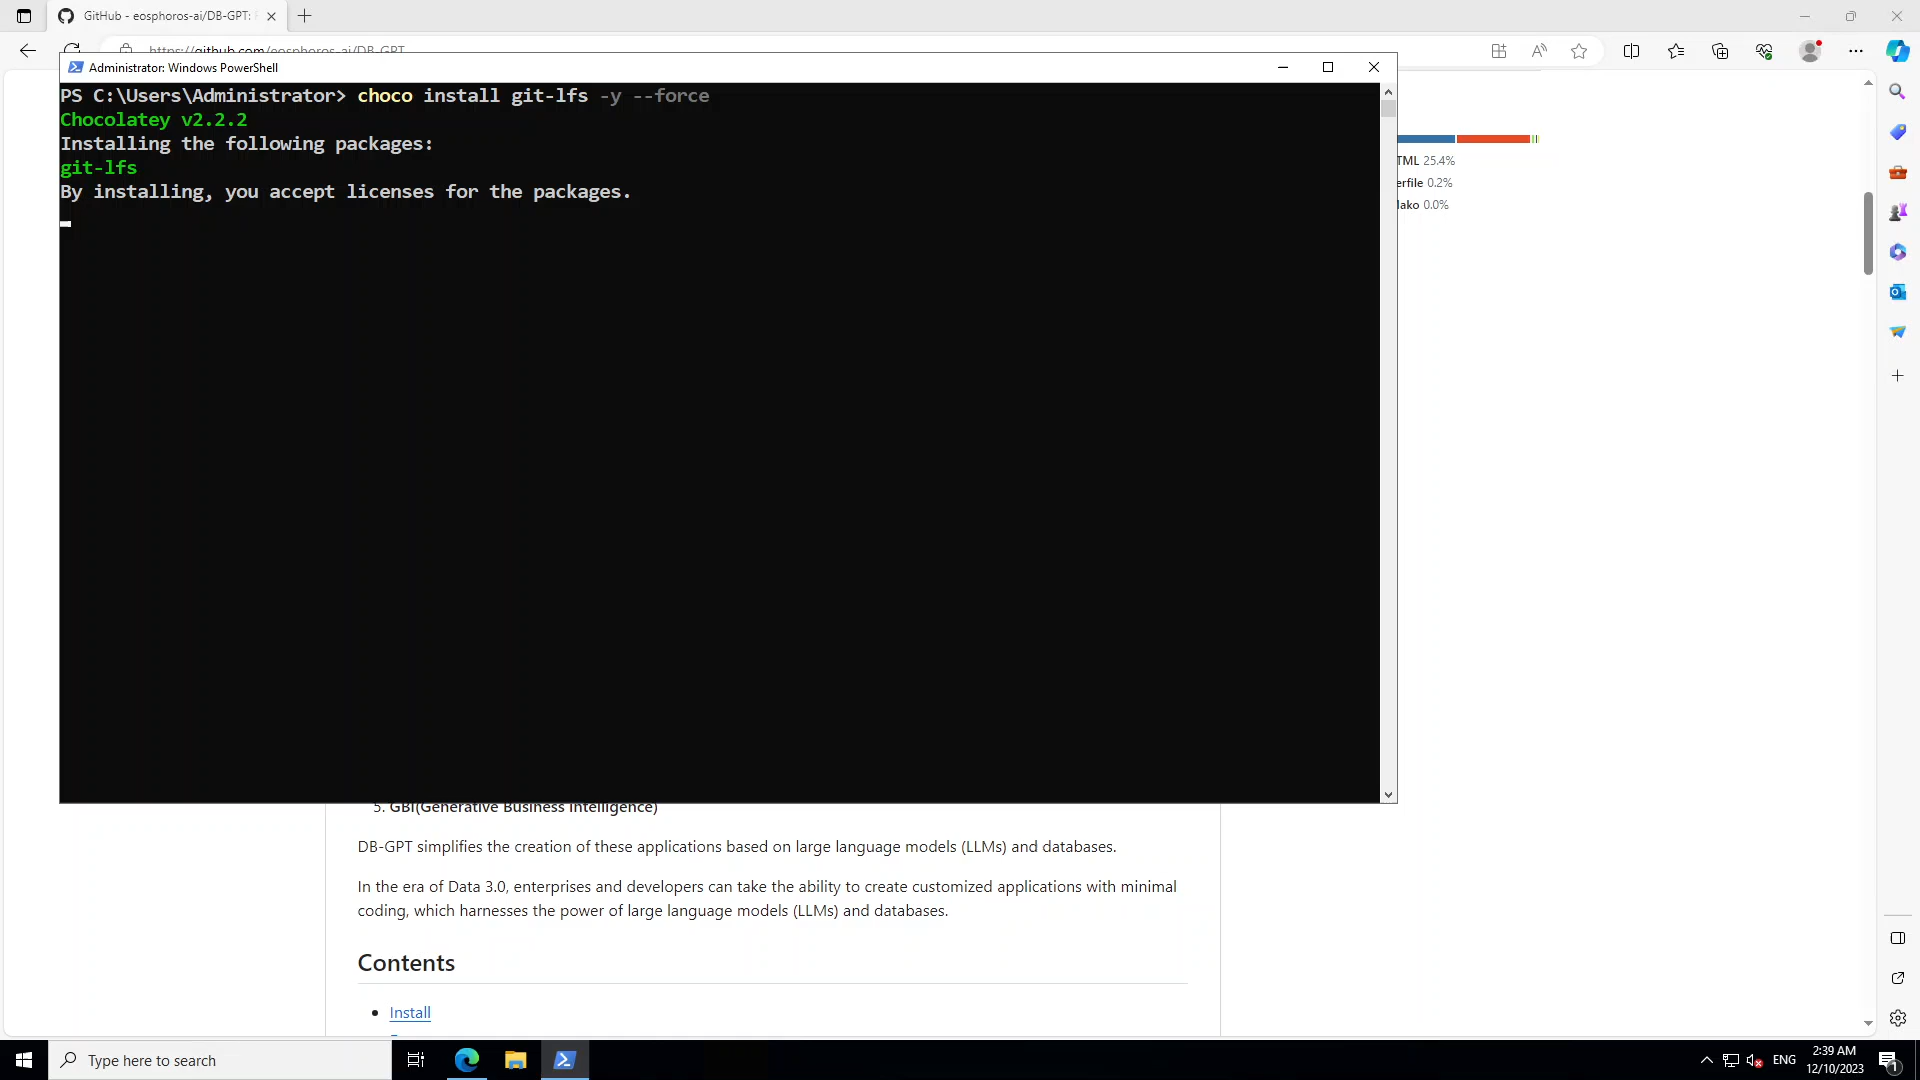 GitHub - eosphoros-ai/DB-GPT:
https://github.com/eosphoros-ai/DB-GPT
Administrator: Windows PowerShell
PS C:\Users\Administrator> choco install git-lfs -y --force
Chocolatey v2.2.2
Installing the following packages:
git-lfs
By installing, you accept licenses for the packages.
TML 25.4%
erfile 0.2%
Mako 0.0%
5. GBI(Generative Business Intelligence)
DB-GPT simplifies the creation of these applications based on large language models (LLMs) and databases.
In the era of Data 3.0, enterprises and developers can take the ability to create customized applications with minimal
coding, which harnesses the power of large language models (LLMs) and databases.
Contents
Install
Type here to search
ENG
2:39 AM
12/10/2023
1